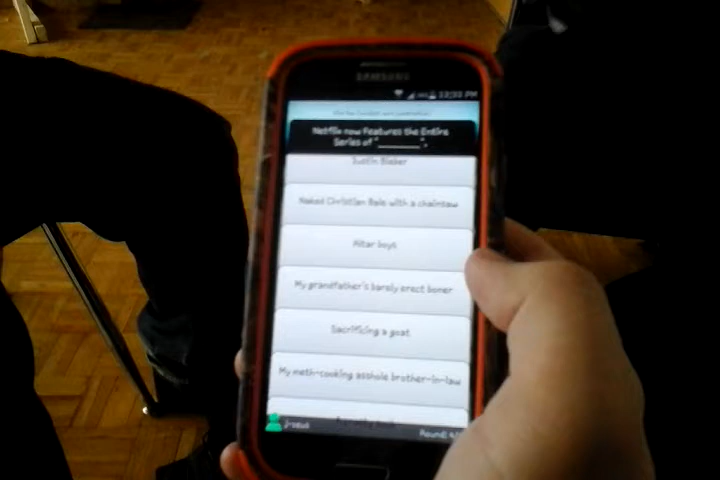 SAMSUNG
Netflix now Features the Entire
Series of "________".
Justin Bieber
Naked Christian Bale with a chainsaw
Altar boys
My grandfather's barely erect boner
Sacrificing a goat
My meth-cooking asshole brother-in-law
Round